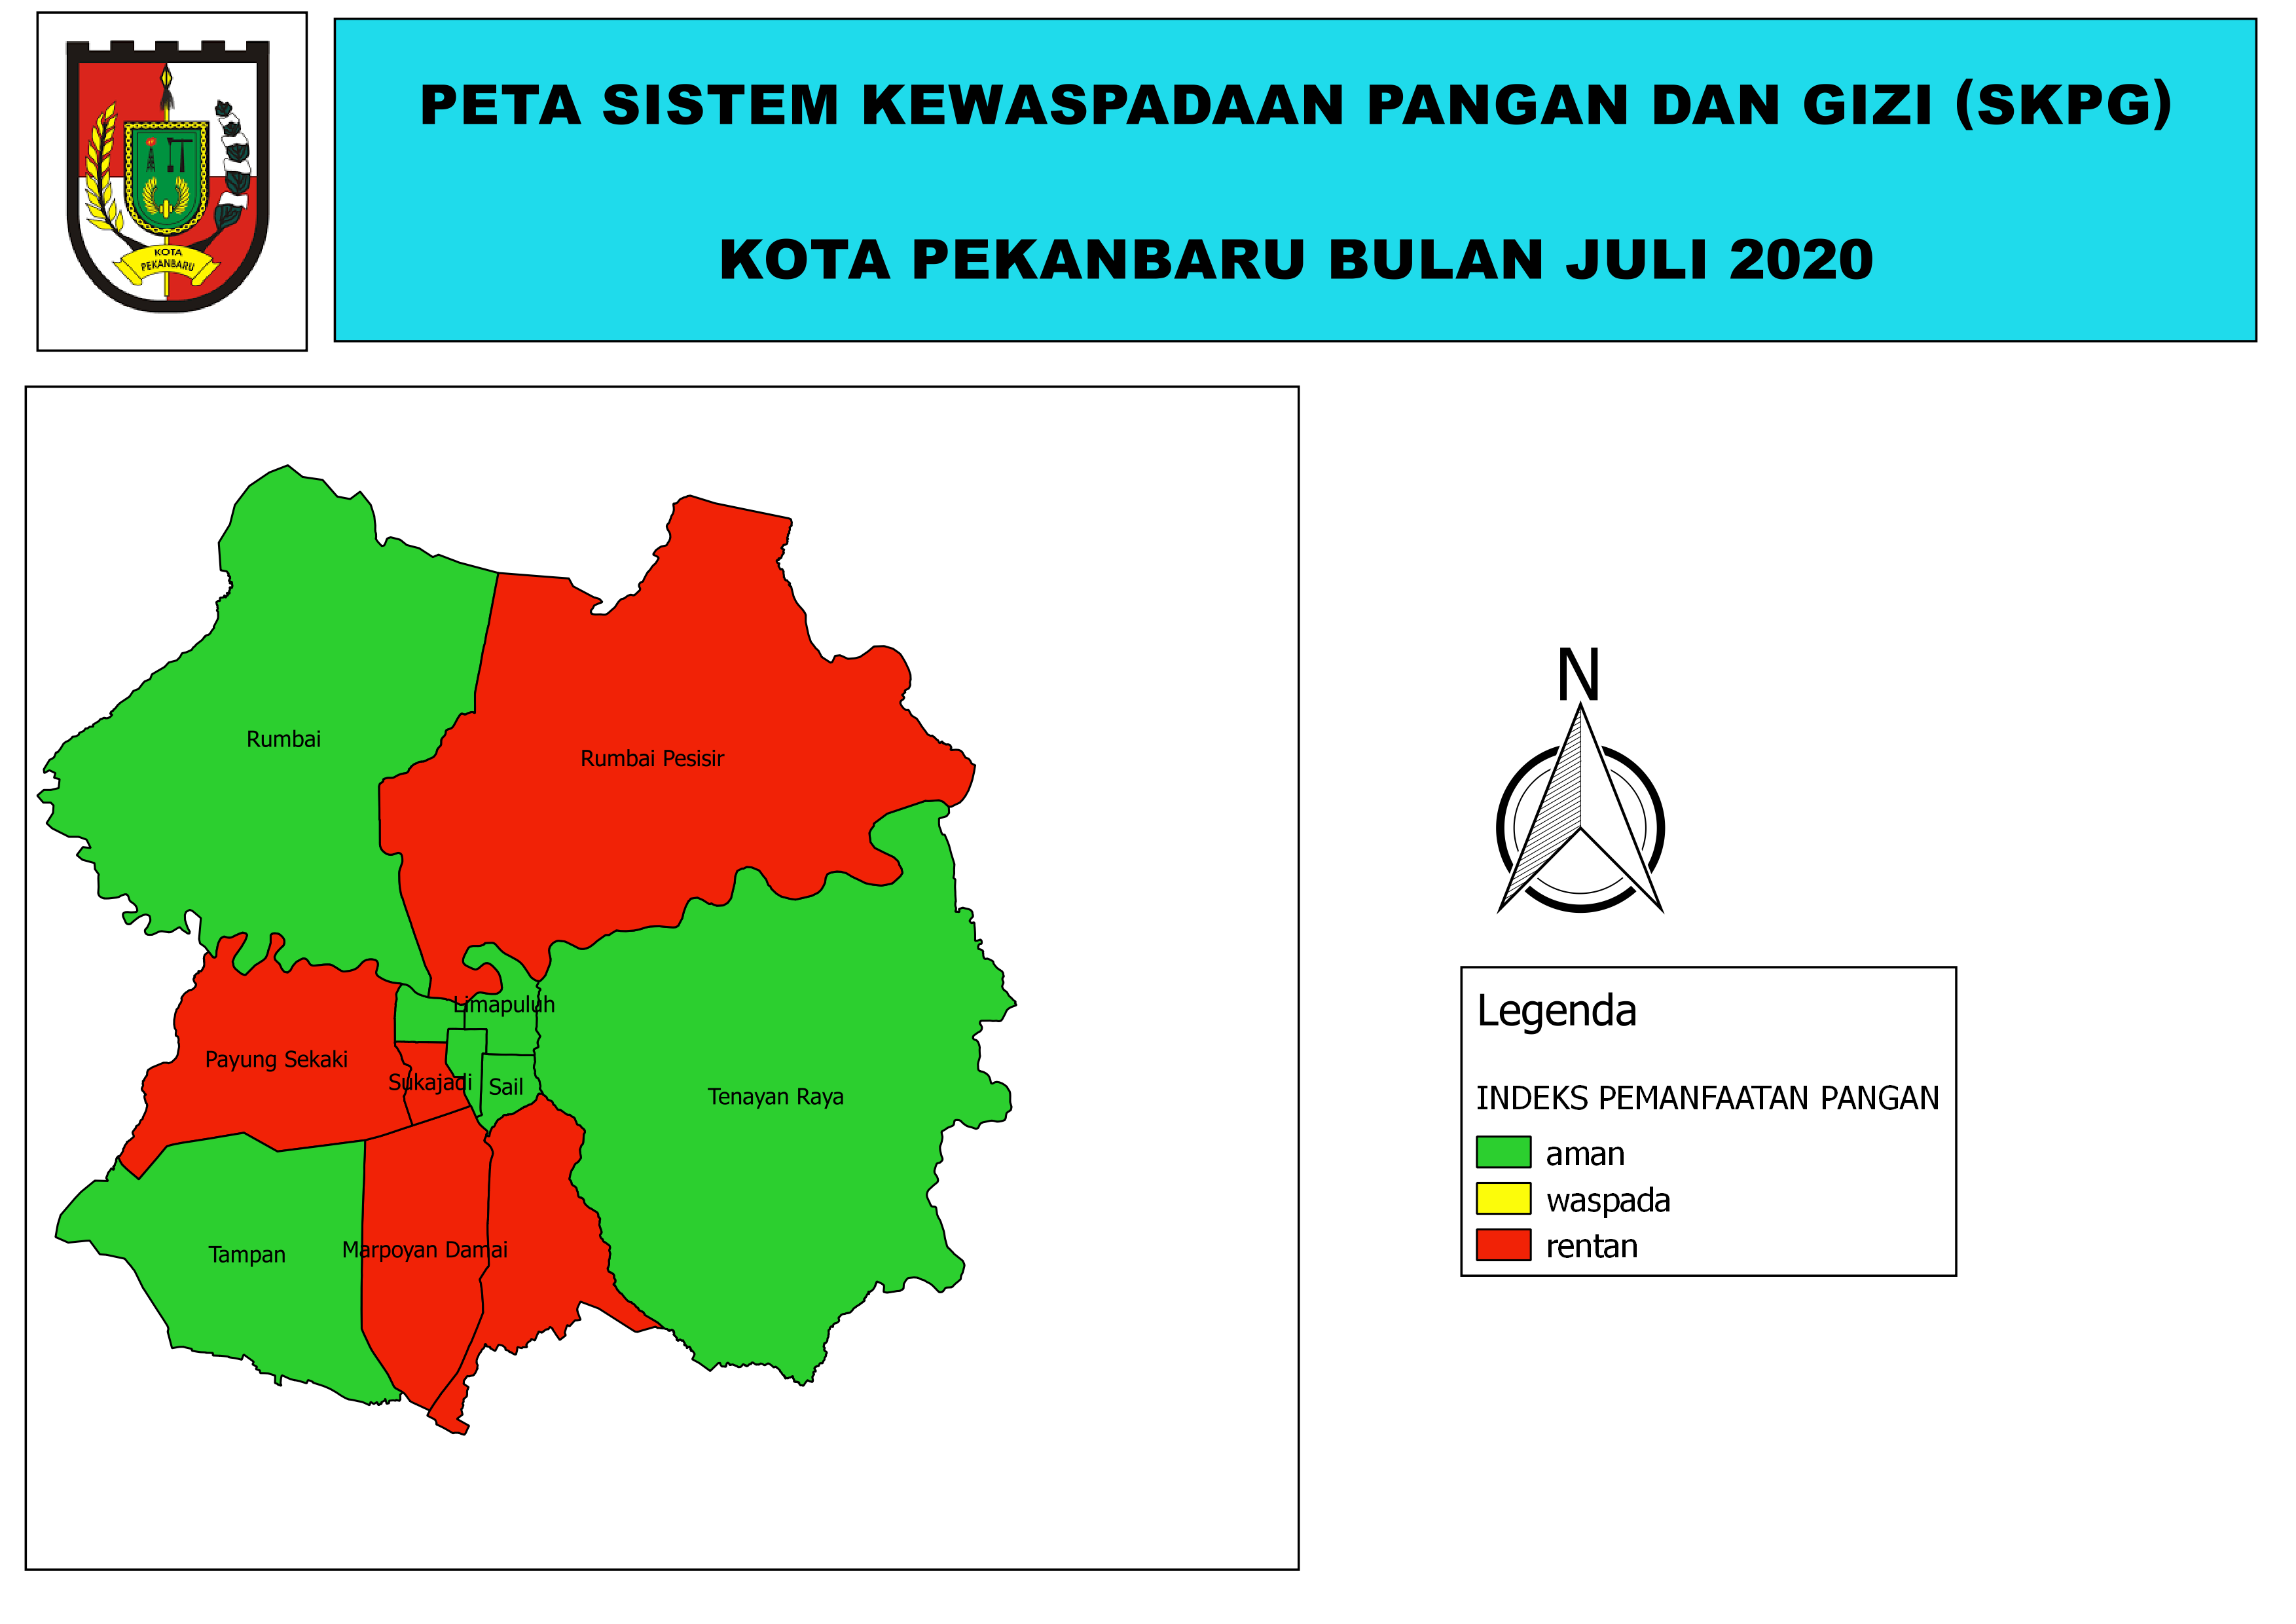 KOTA
PEKANBARU
PETA SISTEM KEWASPADAAN PANGAN DAN GIZI (SKPG)
KOTA PEKANBARU BULAN JULI 2020
Rumbai
Rumbai Pesisir
Limapuluh
Payung Sekaki
Sukajadi
Sail
Tenayan Raya
Tampan
Marpoyan Damai
N
Legenda
INDEKS PEMANFAATAN PANGAN
aman
waspada
rentan